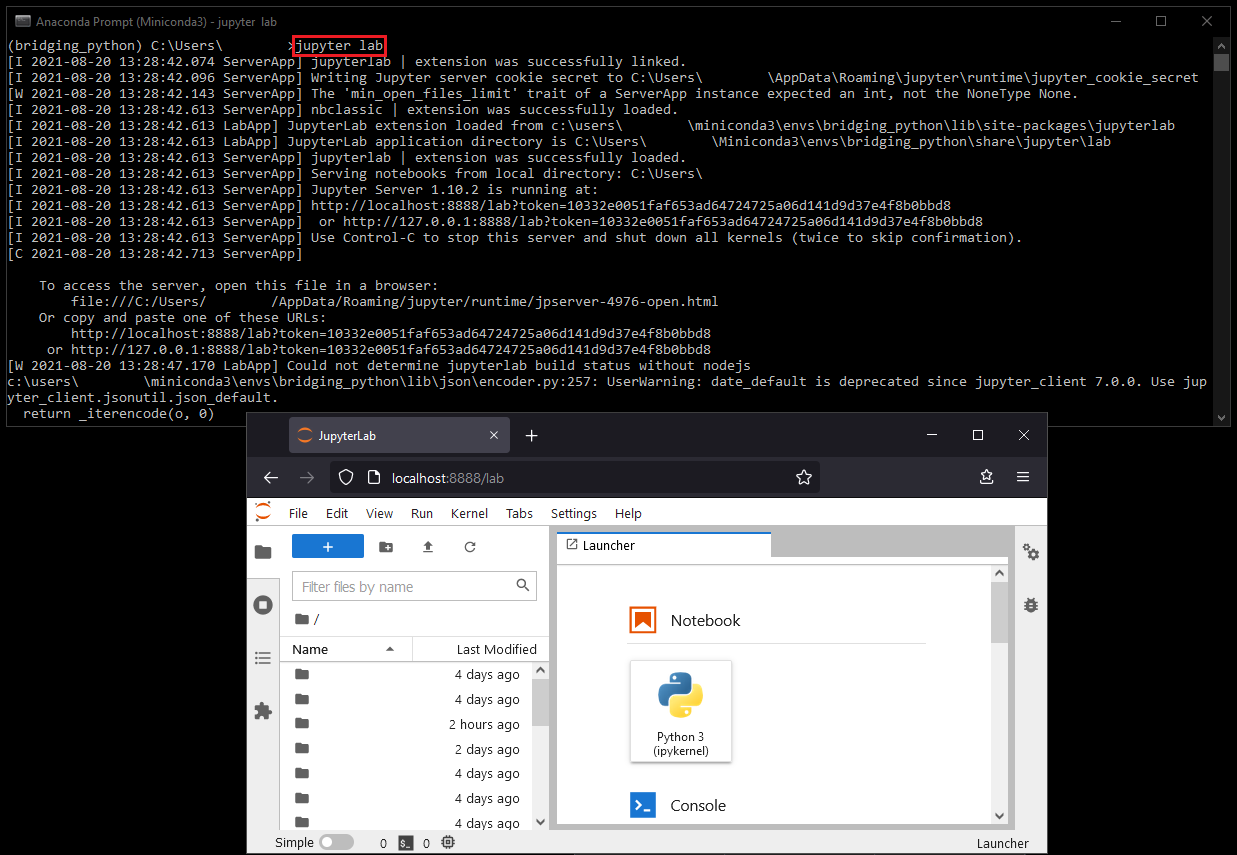 Anaconda Prompt (Miniconda3) - jupyter lab
(bridging_python) C:\Users\ >jupyter lab
[I 2021-08-20 13:28:42.074 ServerApp] jupyterlab | extension was successfully linked.
[I 2021-08-20 13:28:42.096 ServerApp] Writing Jupyter server cookie secret to C:\Users\ \AppData\Roaming\jupyter\runtime\jupyter_cookie_secret
[W 2021-08-20 13:28:42.143 ServerApp] The 'min_open_files_limit' trait of a ServerApp instance expected an int, not the NoneType None.
[I 2021-08-20 13:28:42.613 ServerApp] nbclassic | extension was successfully loaded.
[I 2021-08-20 13:28:42.613 LabApp] JupyterLab extension loaded from c:\users\ \miniconda3\envs\bridging_python\lib\site-packages\jupyterlab
[I 2021-08-20 13:28:42.613 LabApp] JupyterLab application directory is C:\Users\ \Miniconda3\envs\bridging_python\share\jupyter\lab
[I 2021-08-20 13:28:42.613 ServerApp] jupyterlab | extension was successfully loaded.
[I 2021-08-20 13:28:42.613 ServerApp] Serving notebooks from local directory: C:\Users\
[I 2021-08-20 13:28:42.613 ServerApp] Jupyter Server 1.10.2 is running at:
[I 2021-08-20 13:28:42.613 ServerApp] http://localhost:8888/lab?token=10332e0051faf653ad64724725a06d141d9d37e4f8b0bbd8
[I 2021-08-20 13:28:42.613 ServerApp]  or http://127.0.0.1:8888/lab?token=10332e0051faf653ad64724725a06d141d9d37e4f8b0bbd8
[I 2021-08-20 13:28:42.613 ServerApp] Use Control-C to stop this server and shut down all kernels (twice to skip confirmation).
[C 2021-08-20 13:28:42.713 ServerApp]
To access the server, open this file in a browser:
file:///C:/Users/ /AppData/Roaming/jupyter/runtime/jpserver-4976-open.html
Or copy and paste one of these URLs:
http://localhost:8888/lab?token=10332e0051faf653ad64724725a06d141d9d37e4f8b0bbd8
or http://127.0.0.1:8888/lab?token=10332e0051faf653ad64724725a06d141d9d37e4f8b0bbd8
[W 2021-08-20 13:28:47.170 LabApp] Could not determine jupyterlab build status without nodejs
c:\users\ \miniconda3\envs\bridging_python\lib\json\encoder.py:257: UserWarning: date_default is deprecated since jupyter_client 7.0.0. Use jup
yter_client.jsonutil.json_default.
return _iterencode(o, 0)
JupyterLab
localhost:8888/lab
File Edit View Run Kernel Tabs Settings Help
Launcher
Filter files by name
/
Name Last Modified
4 days ago
4 days ago
2 hours ago
2 days ago
4 days ago
4 days ago
4 days ago
Notebook
Python 3
(ipykernel)
Console
Simple 0 $_ 0 Launcher